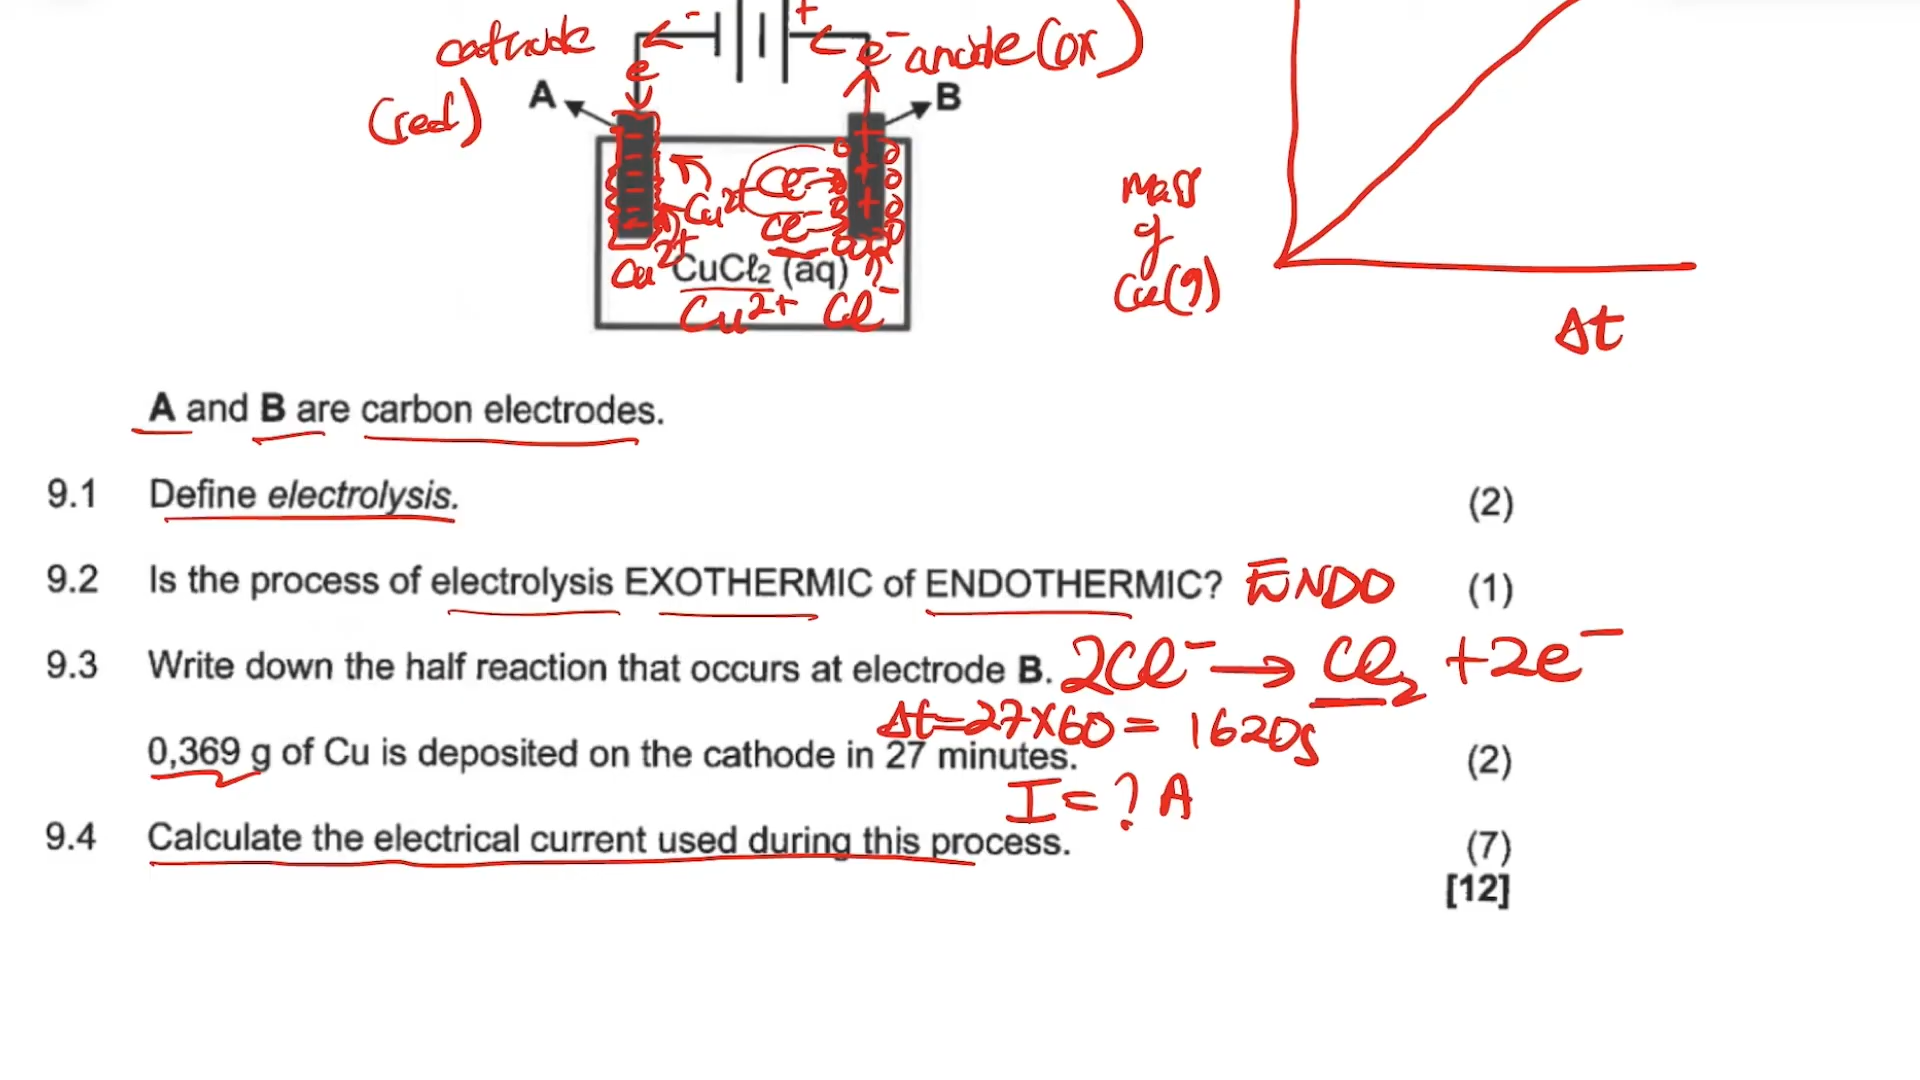 cathode
(red)
-
+
e
e⁻
anode (ox)
A
B
Cu²⁺
Cl⁻
Cl⁻
Cu²⁺
CuCℓ₂ (aq)
Cu²⁺ Cl⁻
mass
of
Cu(g)
Δt
A and B are carbon electrodes.
9.1 Define electrolysis. (2)
9.2 Is the process of electrolysis EXOTHERMIC of ENDOTHERMIC? ENDO (1)
9.3 Write down the half reaction that occurs at electrode B. 2Cl⁻ → Cl₂ + 2e⁻
Δt = 27×60 = 1620s
0,369 g of Cu is deposited on the cathode in 27 minutes. (2)
I = ? A
9.4 Calculate the electrical current used during this process. (7)
[12]